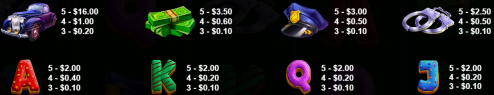 5 - $16.00
4 - $1.00
3 - $0.20
5 - $3.50
4 - $0.60
3 - $0.10
5 - $3.00
4 - $0.50
3 - $0.10
5 - $2.50
4 - $0.50
3 - $0.10
A
5 - $2.00
4 - $0.40
3 - $0.10
K
5 - $2.00
4 - $0.20
3 - $0.10
Q
5 - $2.00
4 - $0.20
3 - $0.10
J
5 - $2.00
4 - $0.20
3 - $0.10